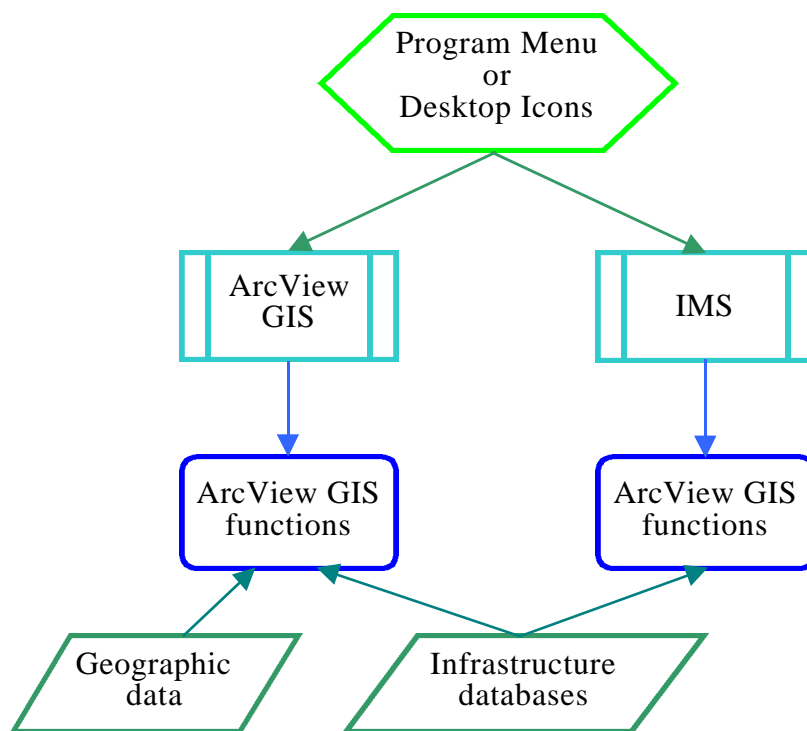 Program Menu
or
Desktop Icons
ArcView
GIS
IMS
ArcView GIS
functions
ArcView GIS
functions
Geographic
data
Infrastructure
databases